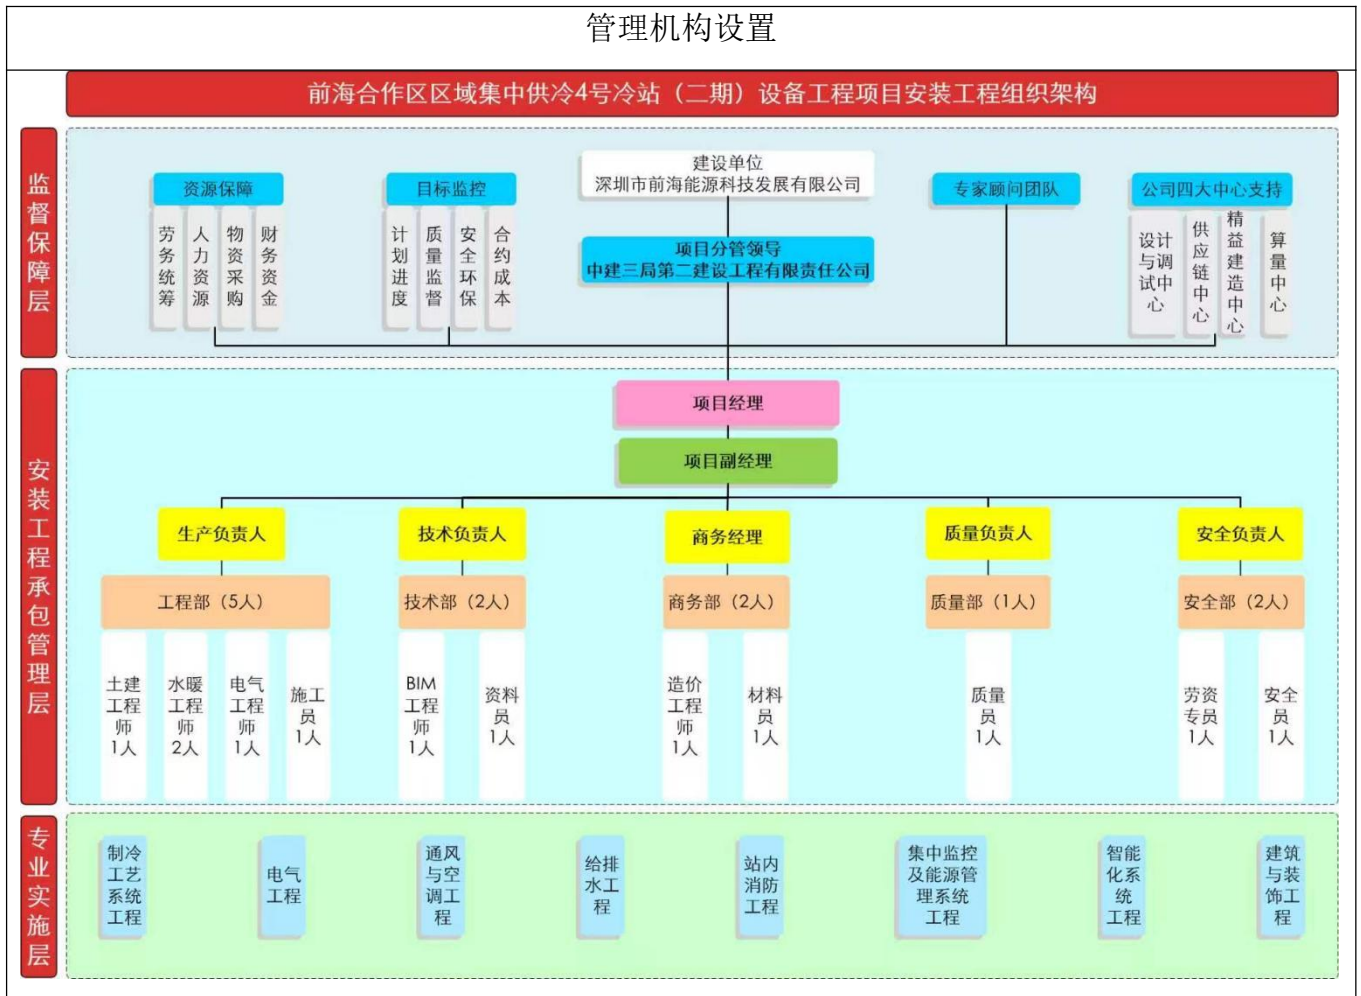 管理机构设置
前海合作区区域集中供冷4号冷站（二期）设备工程项目安装工程组织架构
监督保障层
资源保障
劳务统筹
人力资源
物资采购
财务资金
目标监控
计划进度
质量监督
安全环保
合约成本
建设单位
深圳市前海能源科技发展有限公司
项目分管领导
中建三局第二建设工程有限责任公司
专家顾问团队
公司四大中心支持
设计
与调
试中
心
供应链中心
精益建造中心
算量中心
安装工程承包管理层
项目经理
项目副经理
生产负责人
技术负责人
商务经理
质量负责人
安全负责人
工程部（5人）
技术部（2人）
商务部（2人）
质量部（1人）
安全部（2人）
土建
工程
师
1人
水暖
工程
师
2人
电气
工程
师
1人
施工
员
1人
BIM
工程
师
1人
资料
员
1人
造价
工程
师
1人
材料
员
1人
质量
员
1人
劳资
专员
1人
安全
员
1人
专业实施层
制冷
工艺
系统
工程
电气
工程
通风
与空
调工
程
给排
水工
程
站内
消防
工程
集中监控
及能源管
理系统
工程
智能
化系
统
工程
建筑
与装
饰工
程